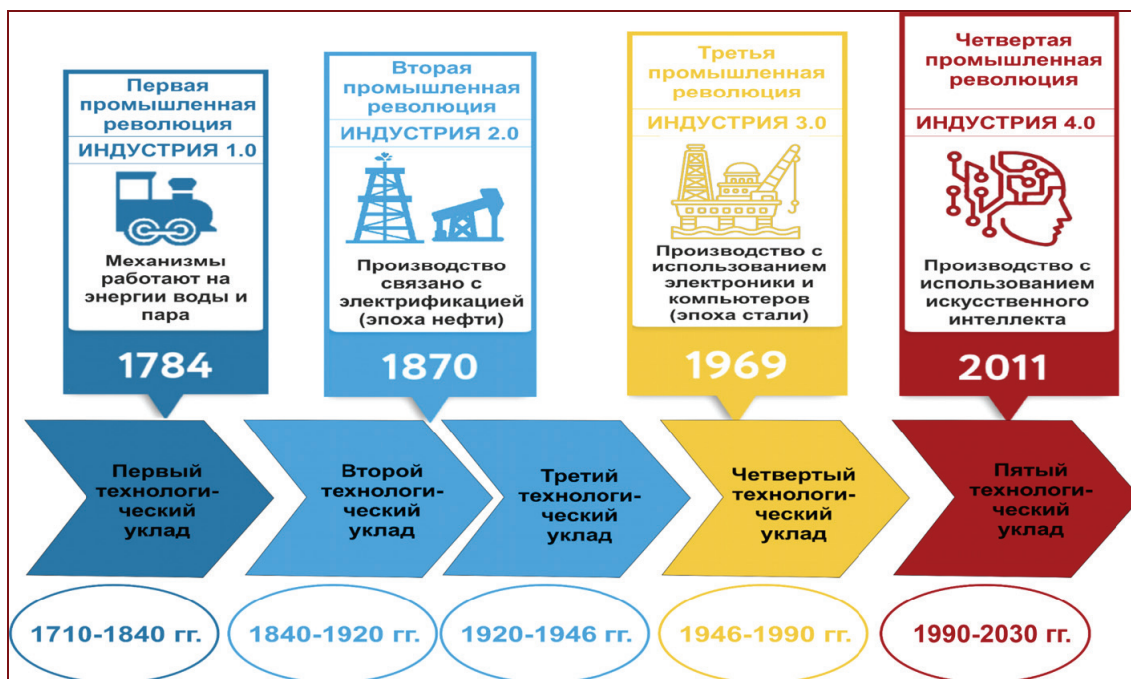 Первая
промышленная
революция
ИНДУСТРИЯ 1.0
Механизмы
работают на
энергии воды и
пара
1784
Вторая
промышленная
революция
ИНДУСТРИЯ 2.0
Производство
связано с
электрификацией
(эпоха нефти)
1870
Третья
промышленная
революция
ИНДУСТРИЯ 3.0
Производство с
использованием
электроники и
компьютеров
(эпоха стали)
1969
Четвертая
промышленная
революция
ИНДУСТРИЯ 4.0
Производство с
использованием
искусственного
интеллекта
2011
Первый
технологи-
ческий
уклад
Второй
технологи-
ческий
уклад
Третий
технологи-
ческий
уклад
Четвертый
технологи-
ческий
уклад
Пятый
технологи-
ческий
уклад
1710-1840 гг.
1840-1920 гг.
1920-1946 гг.
1946-1990 гг.
1990-2030 гг.